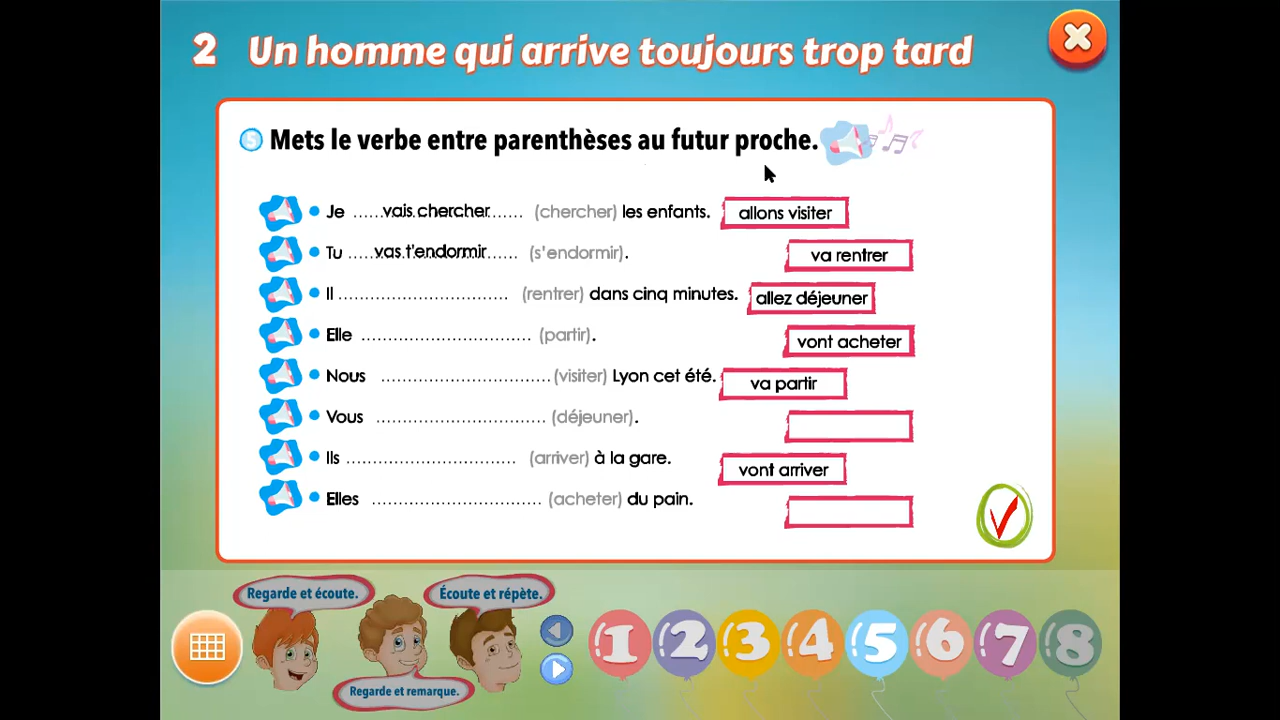 2 Un homme qui arrive toujours trop tard
5 Mets le verbe entre parenthèses au futur proche.
• Je ......vais chercher...... (chercher) les enfants.
allons visiter
• Tu .....vas t'endormir...... (s'endormir).
va rentrer
• Il .............................. (rentrer) dans cinq minutes.
allez déjeuner
• Elle .............................. (partir).
vont acheter
• Nous .............................. (visiter) Lyon cet été.
va partir
• Vous .............................. (déjeuner).
• Ils .............................. (arriver) à la gare.
vont arriver
• Elles .............................. (acheter) du pain.
Regarde et écoute.
Écoute et répète.
Regarde et remarque.
1 2 3 4 5 6 7 8